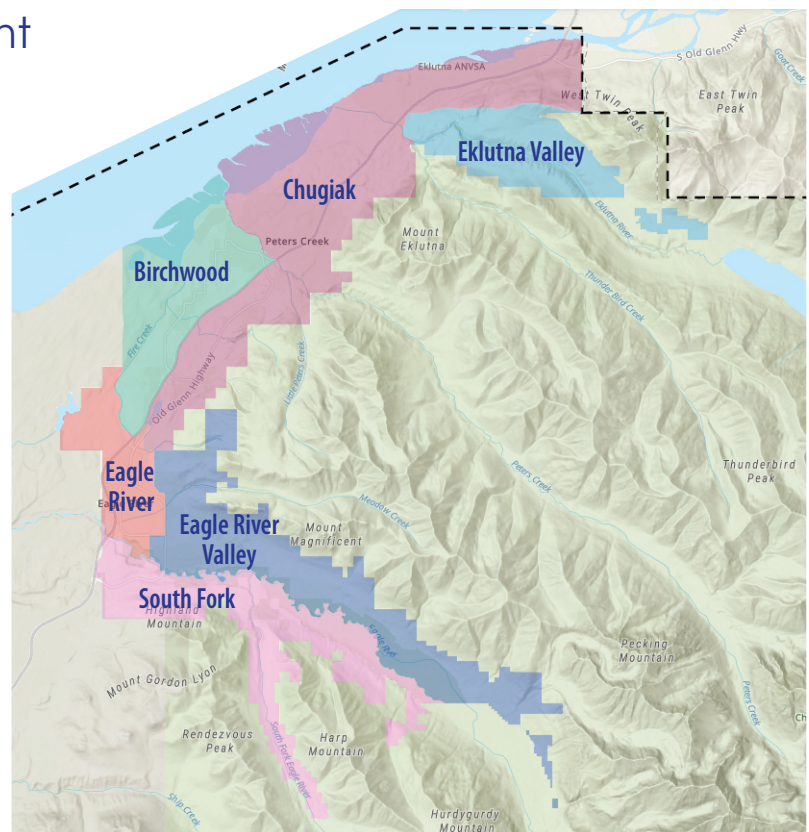 nt
Eklutna ANVSA
S Old Glenn Hwy
Goat Creek
West Twin Peak
East Twin
Peak
Eklutna Valley
Chugiak
Eklutna River
Mount
Eklutna
Peters Creek
Birchwood
Thunder Bird Creek
Fire Creek
Old Glenn Highway
Little Peters Creek
Thunderbird
Peak
Peters Creek
Eagle
River
Meadow Creek
Eagle River
Valley
Mount
Magnificent
South Fork
Highland
Mountain
Eagle River
Pecking
Mountain
Mount Gordon Lyon
Peters Creek
Ch
Rendezvous
Peak
Harp
Mountain
South Fork Eagle River
Ship Creek
Hurdygurdy
Mountain